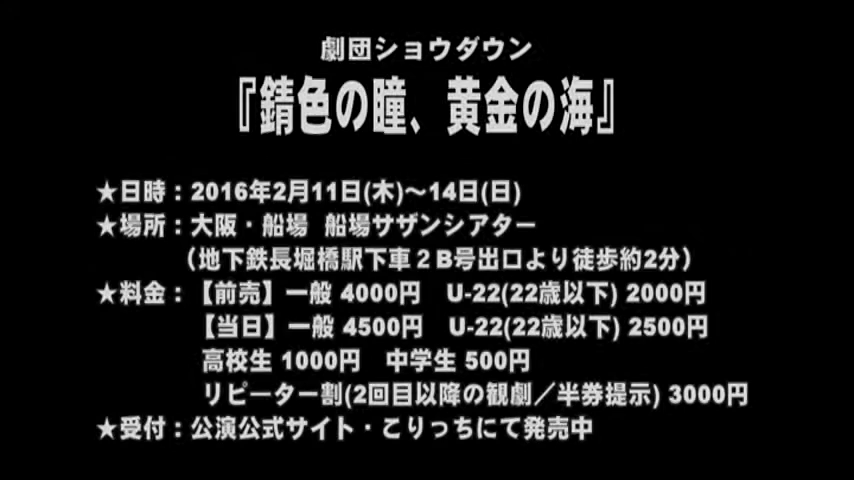 劇団ショウダウン
『錆色の瞳、黄金の海』
★日時：2016年2月11日(木)～14日(日)
★場所：大阪・船場 船場サザンシアター
（地下鉄長堀橋駅下車２B号出口より徒歩約2分）
★料金：【前売】一般 4000円　U-22(22歳以下) 2000円
【当日】一般 4500円　U-22(22歳以下) 2500円
高校生 1000円　中学生 500円
リピーター割(2回目以降の観劇／半券提示) 3000円
★受付：公演公式サイト・こりっちにて発売中